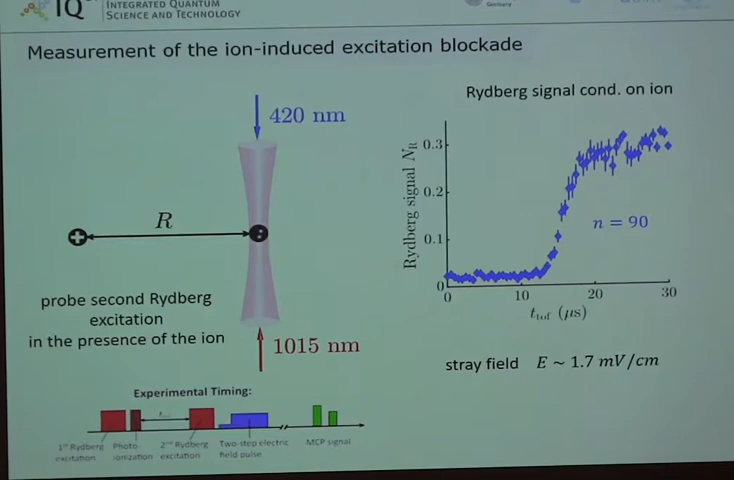 IQ
INTEGRATED QUANTUM
SCIENCE AND TECHNOLOGY
Germany
Measurement of the ion-induced excitation blockade
420 nm
R
1015 nm
probe second Rydberg
excitation
in the presence of the ion
Experimental Timing:
1st Rydberg
excitation
Photo-
ionization
2nd Rydberg
excitation
Two-step electric
field pulse
MCP signal
Rydberg signal cond. on ion
Rydberg signal N_R
0.3
0.2
0.1
0
n = 90
0 10 20 30
t_tof (μs)
stray field E ~ 1.7 mV/cm